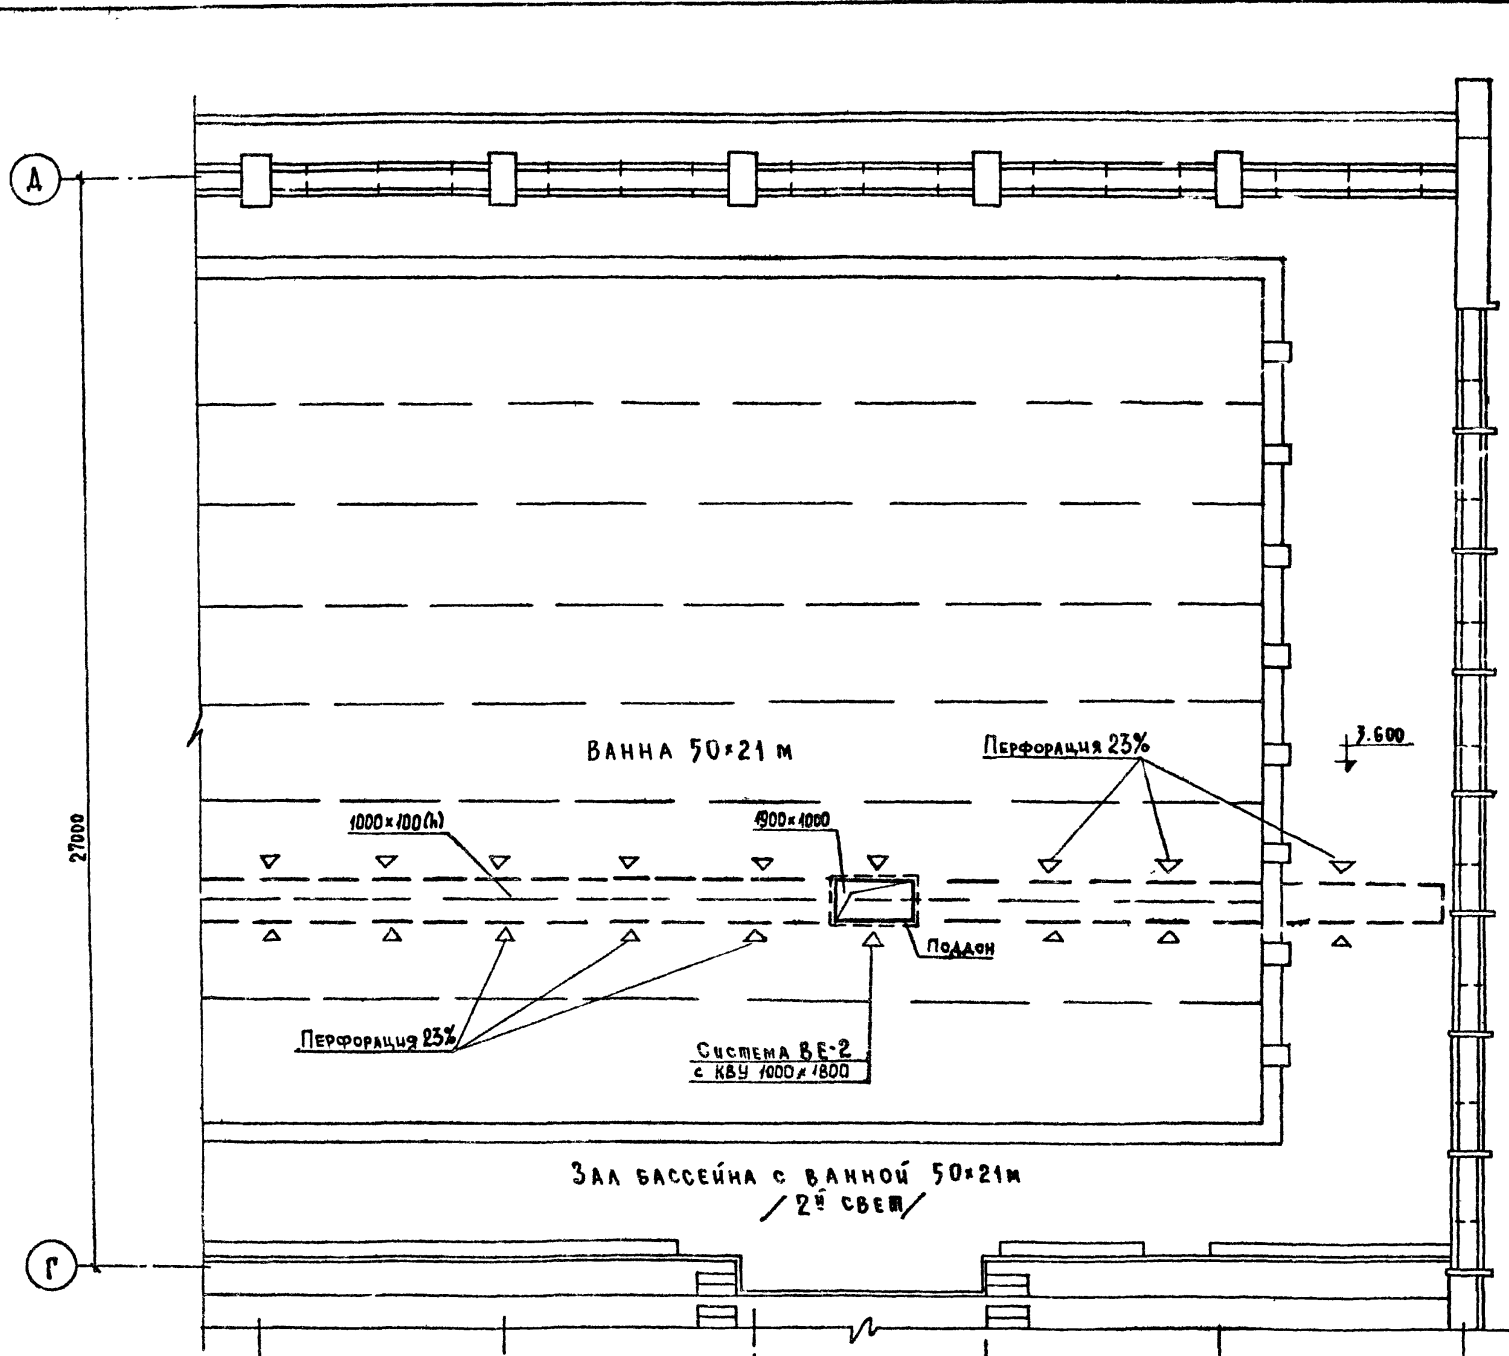 Д
ВАННА 50×21 м
Перфорация 23%
3.600
27000
1000×100(h)
1900×1000
Поддон
Перфорация 23%
Система ВЕ-2
с КВУ 1000×1800
Зал бассейна с ванной 50×21м
/2й свет/
Г